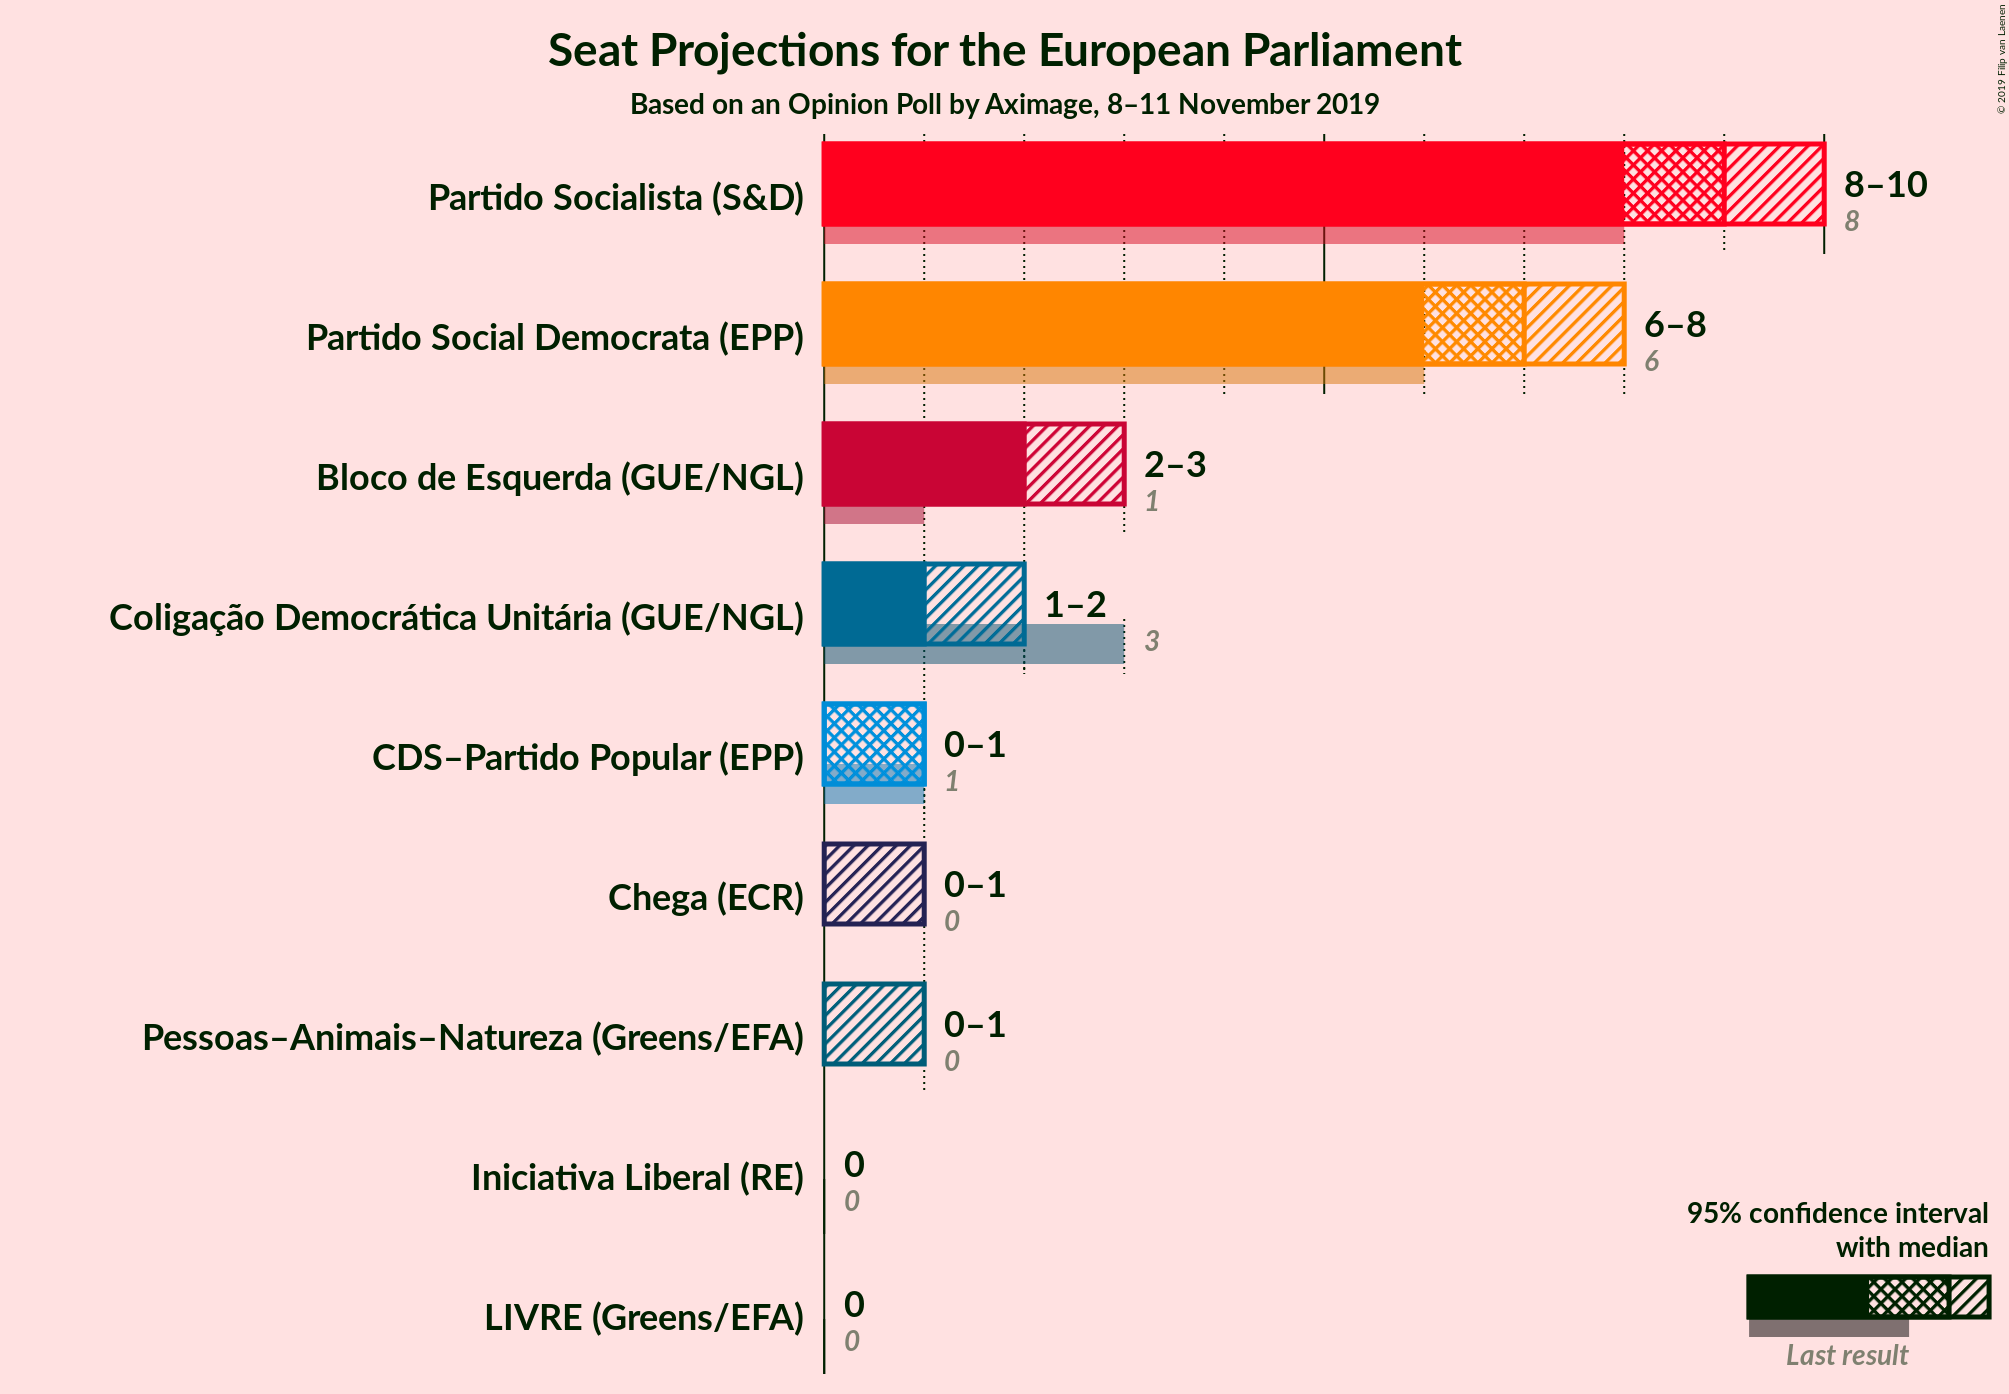 Seat Projections for the European Parliament
Based on an Opinion Poll by Aximage, 8–11 November 2019
© 2019 Filip van Laenen
Partido Socialista (S&D)
8–10
8
Partido Social Democrata (EPP)
6–8
6
Bloco de Esquerda (GUE/NGL)
2–3
1
Coligação Democrática Unitária (GUE/NGL)
1–2
3
CDS–Partido Popular (EPP)
0–1
1
Chega (ECR)
0–1
0
Pessoas–Animais–Natureza (Greens/EFA)
0–1
0
Iniciativa Liberal (RE)
0
0
LIVRE (Greens/EFA)
0
0
95% confidence interval
with median
Last result